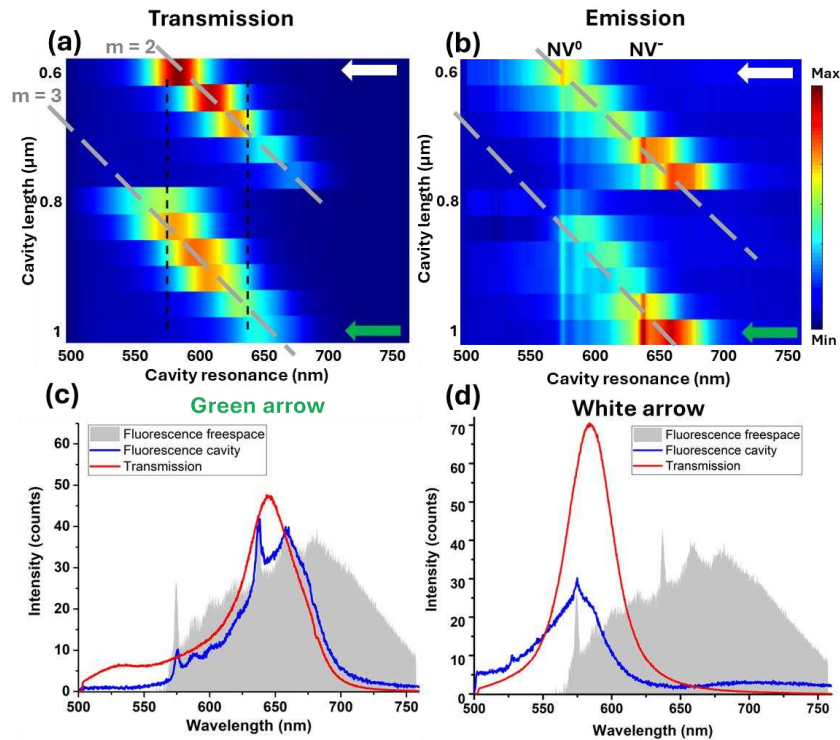 Transmission
Emission
(a)
m = 2
m = 3
0.6
0.8
1
Cavity length (µm)
500 550 600 650 700 750
Cavity resonance (nm)
(b)
NV⁰
NV⁻
0.6
0.8
1
Cavity length (µm)
500 550 600 650 700 750
Cavity resonance (nm)
Max
Min
(c)
Green arrow
Fluorescence freespace
Fluorescence cavity
Transmission
65
60
50
40
30
20
10
0
Intensity (counts)
500 550 600 650 700 750
Wavelength (nm)
(d)
White arrow
Fluorescence freespace
Fluorescence cavity
Transmission
70
60
50
40
30
20
10
0
Intensity (counts)
500 550 600 650 700 750
Wavelength (nm)